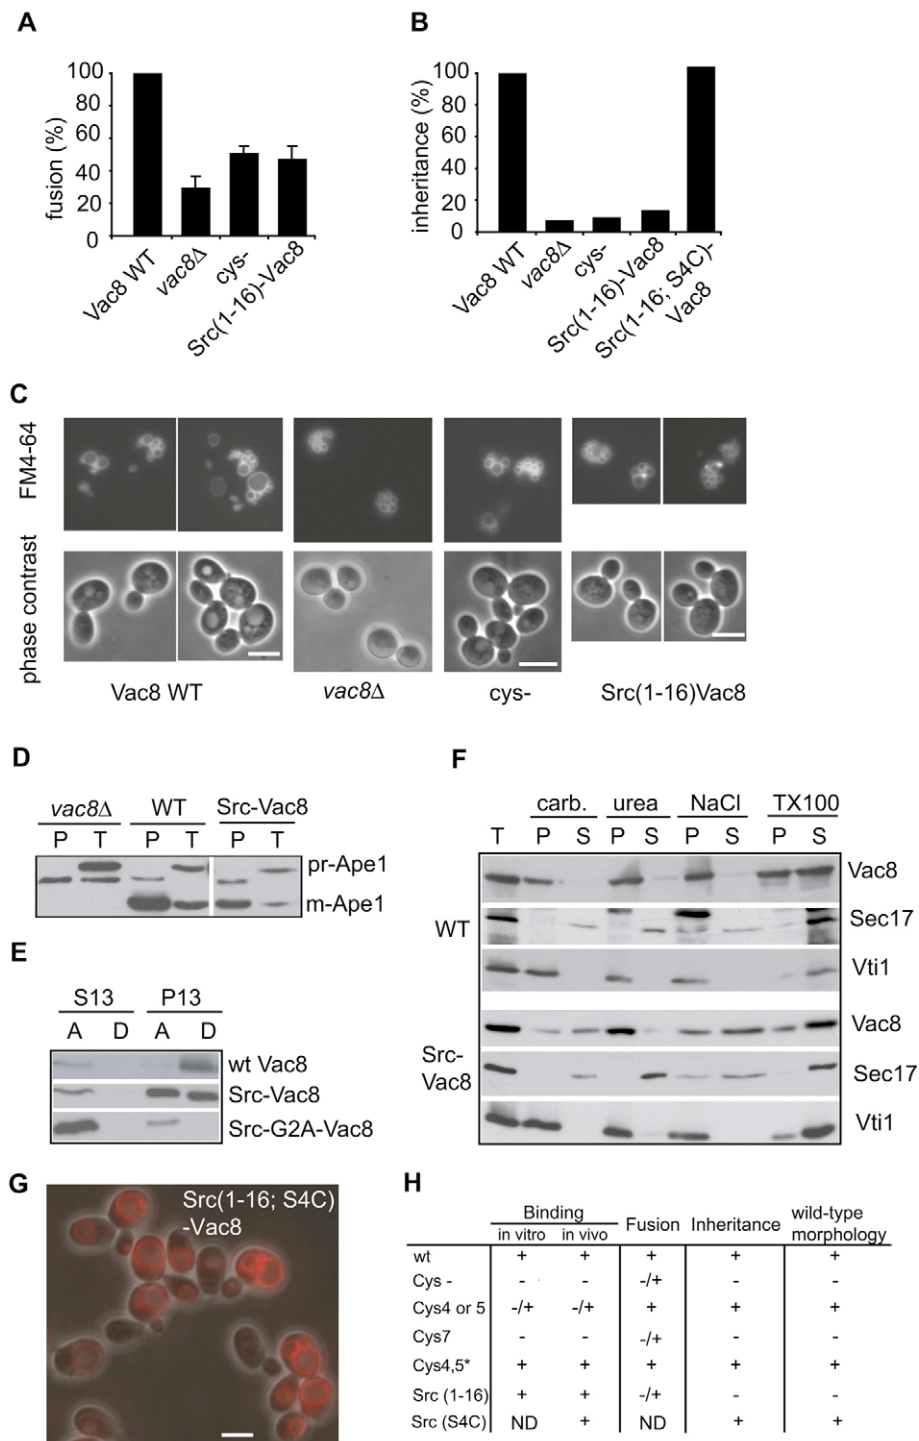 A
fusion (%)
100
80
60
40
20
0
Vac8 WT
vac8Δ
cys-
Src(1-16)-Vac8
B
inheritance (%)
100
80
60
40
20
0
Vac8 WT
vac8Δ
cys-
Src(1-16)-Vac8
Src(1-16; S4C)-
Vac8
C
FM4-64
phase contrast
Vac8 WT
vac8Δ
cys-
Src(1-16)Vac8
D
vac8Δ WT Src-Vac8
P T P T P T
pr-Ape1
m-Ape1
E
S13 P13
A D A D
wt Vac8
Src-Vac8
Src-G2A-Vac8
F
carb. urea NaCl TX100
T P S P S P S P S
WT
Vac8
Sec17
Vti1
Src-
Vac8
Vac8
Sec17
Vti1
G
Src(1-16; S4C)
-Vac8
H
Binding Fusion Inheritance wild-type
in vitro in vivo morphology
wt + + + + +
Cys - - - -/+ - -
Cys4 or 5 -/+ -/+ + + +
Cys7 - - -/+ - -
Cys4,5* + + + + +
Src (1-16) + + -/+ - -
Src (S4C) ND + ND + +